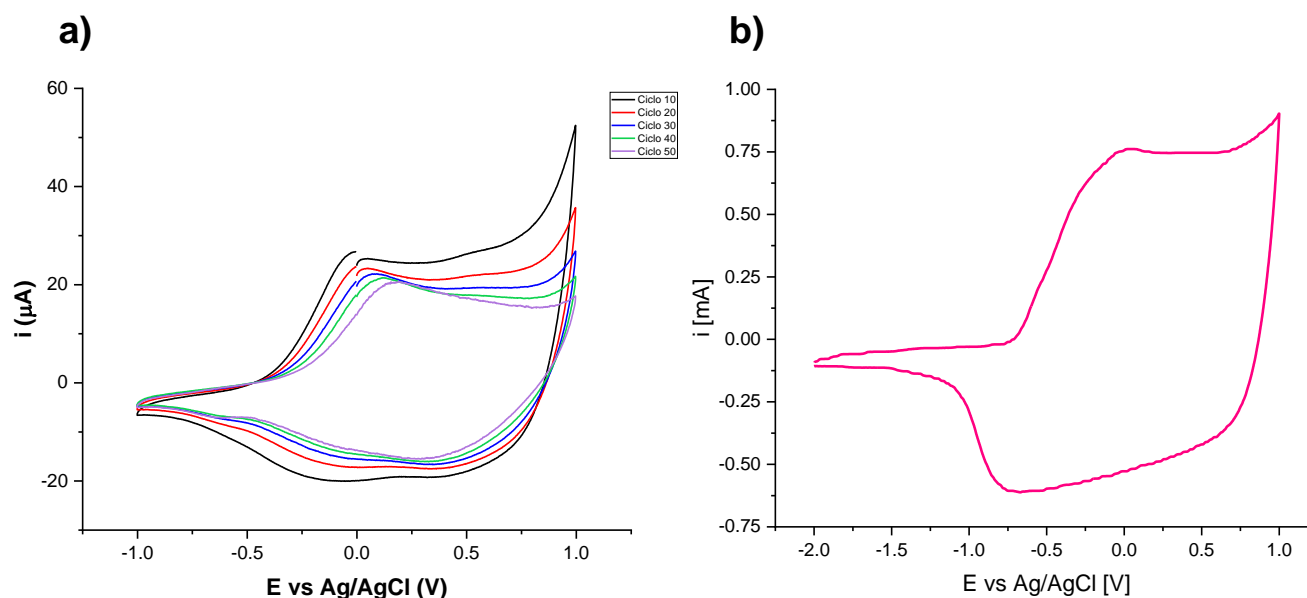 a)
60
40
20
0
-20
i (μA)
-1.0 -0.5 0.0 0.5 1.0
E vs Ag/AgCl (V)
Ciclo 10
Ciclo 20
Ciclo 30
Ciclo 40
Ciclo 50
b)
1.00
0.75
0.50
0.25
0.00
-0.25
-0.50
-0.75
i [mA]
-2.0 -1.5 -1.0 -0.5 0.0 0.5 1.0
E vs Ag/AgCl [V]